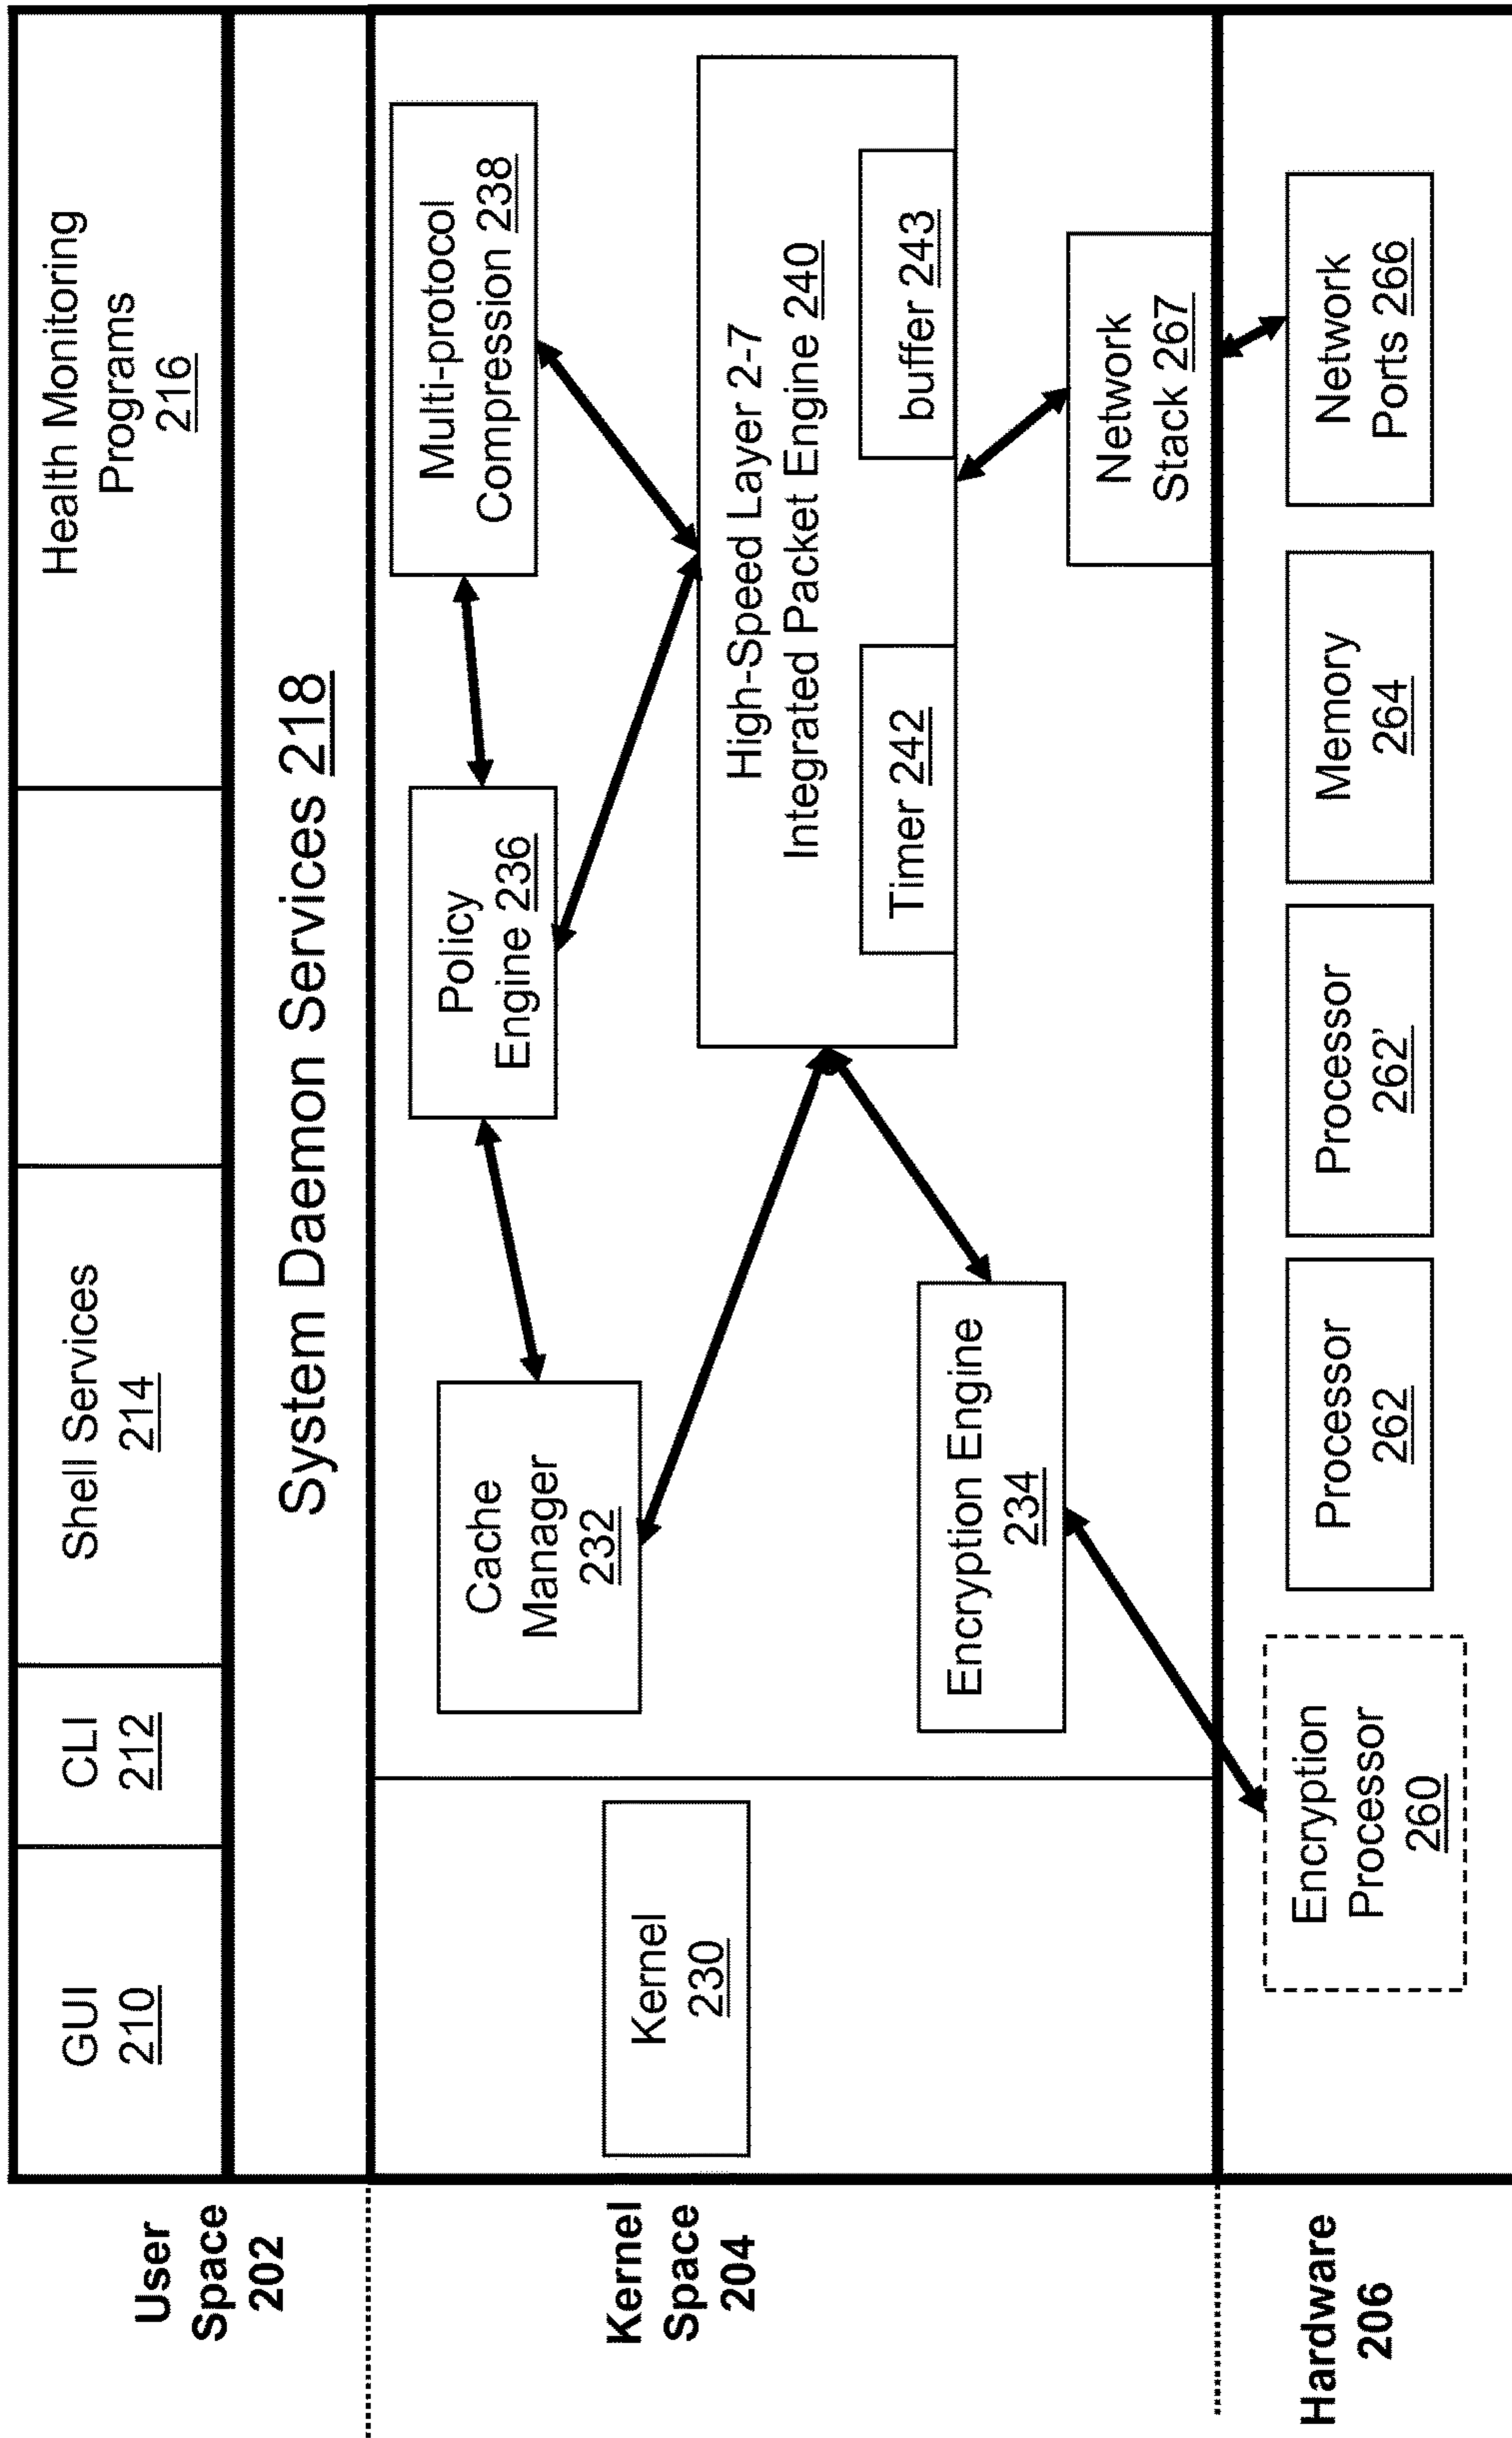 User
Space
202
GUI
210
CLI
212
Shell Services
214
Health Monitoring
Programs
216
System Daemon Services 218
Kernel
Space
204
Kernel
230
Cache
Manager
232
Policy
Engine 236
Multi-protocol
Compression 238
High-Speed Layer 2-7
Integrated Packet Engine 240
Timer 242
buffer 243
Encryption Engine
234
Network
Stack 267
Hardware
206
Encryption
Processor
260
Processor
262
Processor
262'
Memory
264
Network
Ports 266